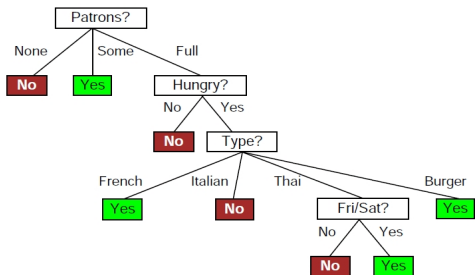 Patrons?
None Some Full
No Yes Hungry?
No Yes
No Type?
French Italian Thai Burger
Yes No Fri/Sat? Yes
No Yes
No Yes